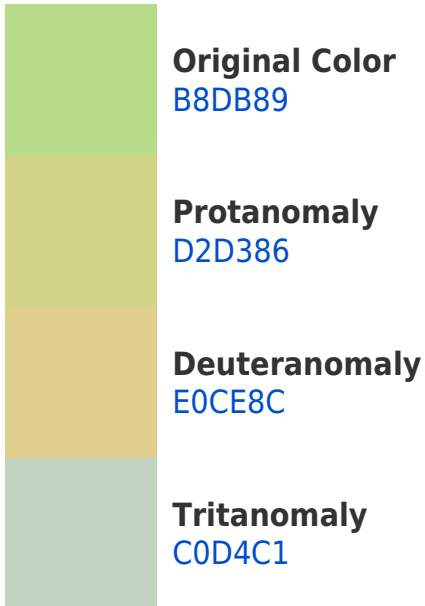 Original Color
B8DB89
Protanomaly
D2D386
Deuteranomaly
E0CE8C
Tritanomaly
C0D4C1